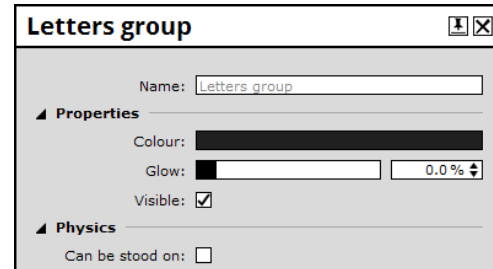 Letters group
Name: Letters group
Properties
Colour:
Glow: 0.0 %
Visible:
Physics
Can be stood on: